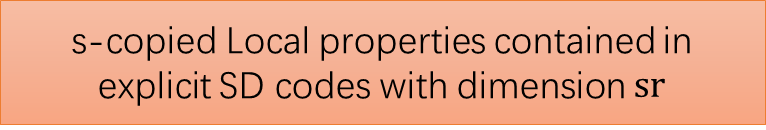 s-copied Local properties contained in
explicit SD codes with dimension sr